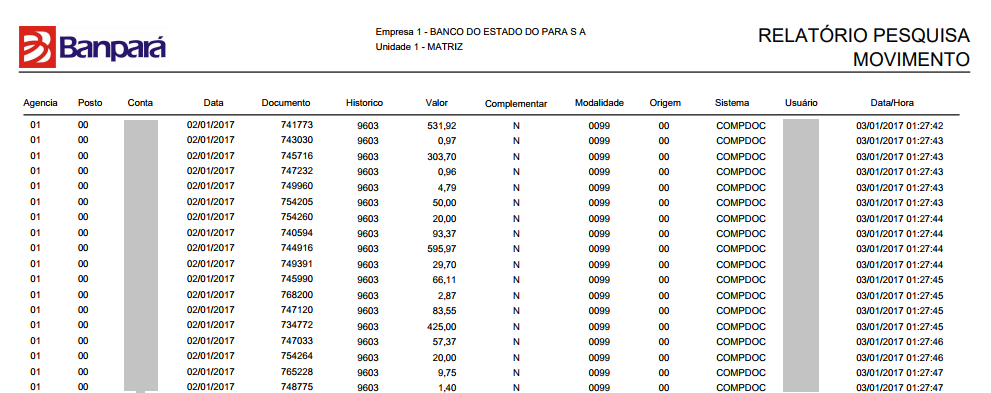 Banpará
Empresa 1 - BANCO DO ESTADO DO PARA S A
Unidade 1 - MATRIZ
RELATÓRIO PESQUISA
MOVIMENTO
Agencia Posto Conta Data Documento Historico Valor Complementar Modalidade Origem Sistema Usuário Data/Hora
01 00 02/01/2017 741773 9603 531,92 N 0099 00 COMPDOC 03/01/2017 01:27:42
01 00 02/01/2017 743030 9603 0,97 N 0099 00 COMPDOC 03/01/2017 01:27:43
01 00 02/01/2017 745716 9603 303,70 N 0099 00 COMPDOC 03/01/2017 01:27:43
01 00 02/01/2017 747232 9603 0,96 N 0099 00 COMPDOC 03/01/2017 01:27:43
01 00 02/01/2017 749960 9603 4,79 N 0099 00 COMPDOC 03/01/2017 01:27:43
01 00 02/01/2017 754205 9603 50,00 N 0099 00 COMPDOC 03/01/2017 01:27:43
01 00 02/01/2017 754260 9603 20,00 N 0099 00 COMPDOC 03/01/2017 01:27:44
01 00 02/01/2017 740594 9603 93,37 N 0099 00 COMPDOC 03/01/2017 01:27:44
01 00 02/01/2017 744916 9603 595,97 N 0099 00 COMPDOC 03/01/2017 01:27:44
01 00 02/01/2017 749391 9603 29,70 N 0099 00 COMPDOC 03/01/2017 01:27:44
01 00 02/01/2017 745990 9603 66,11 N 0099 00 COMPDOC 03/01/2017 01:27:45
01 00 02/01/2017 768200 9603 2,87 N 0099 00 COMPDOC 03/01/2017 01:27:45
01 00 02/01/2017 747120 9603 83,55 N 0099 00 COMPDOC 03/01/2017 01:27:45
01 00 02/01/2017 734772 9603 425,00 N 0099 00 COMPDOC 03/01/2017 01:27:45
01 00 02/01/2017 747033 9603 57,37 N 0099 00 COMPDOC 03/01/2017 01:27:46
01 00 02/01/2017 754264 9603 20,00 N 0099 00 COMPDOC 03/01/2017 01:27:46
01 00 02/01/2017 765228 9603 9,75 N 0099 00 COMPDOC 03/01/2017 01:27:47
01 00 02/01/2017 748775 9603 1,40 N 0099 00 COMPDOC 03/01/2017 01:27:47